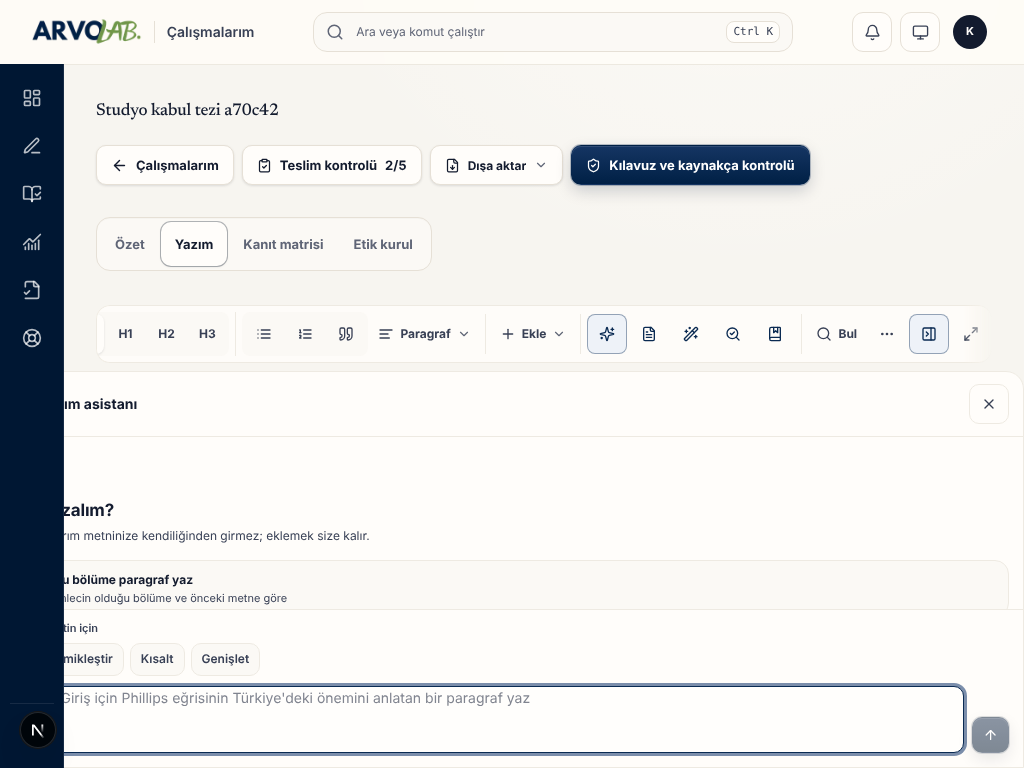 ARVOLAB.
Çalışmalarım
Ara veya komut çalıştır
Ctrl K
K
Studyo kabul tezi a70c42
Çalışmalarım
Teslim kontrolü 2/5
Dışa aktar
Kılavuz ve kaynakça kontrolü
Özet
Yazım
Kanıt matrisi
Etik kurul
H1
H2
H3
Paragraf
Ekle
Bul
ım asistanı
zalım?
rım metninize kendiliğinden girmez; eklemek size kalır.
u bölüme paragraf yaz
nlecin olduğu bölüme ve önceki metne göre
tin için
mikleştir
Kısalt
Genişlet
Giriş için Phillips eğrisinin Türkiye'deki önemini anlatan bir paragraf yaz
N